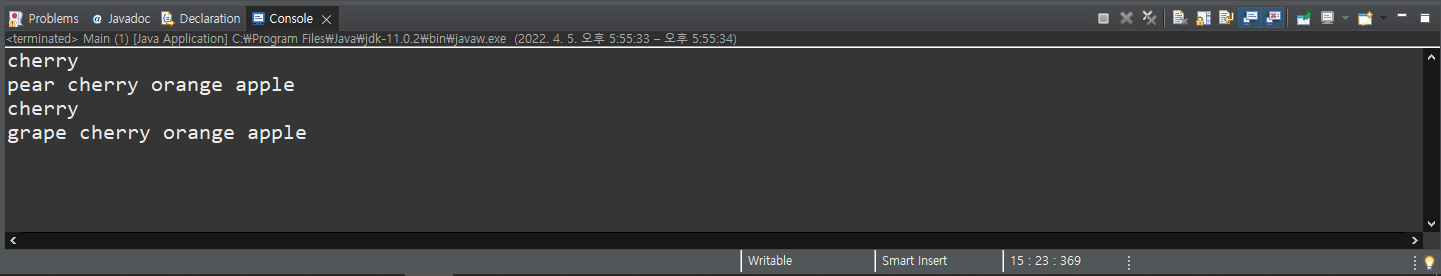 Problems @ Javadoc Declaration Console
<terminated> Main (1) [Java Application] C:₩Program Files₩Java₩jdk-11.0.2₩bin₩javaw.exe (2022. 4. 5. 오후 5:55:33 – 오후 5:55:34)
cherry
pear cherry orange apple
cherry
grape cherry orange apple
Writable Smart Insert 15 : 23 : 369